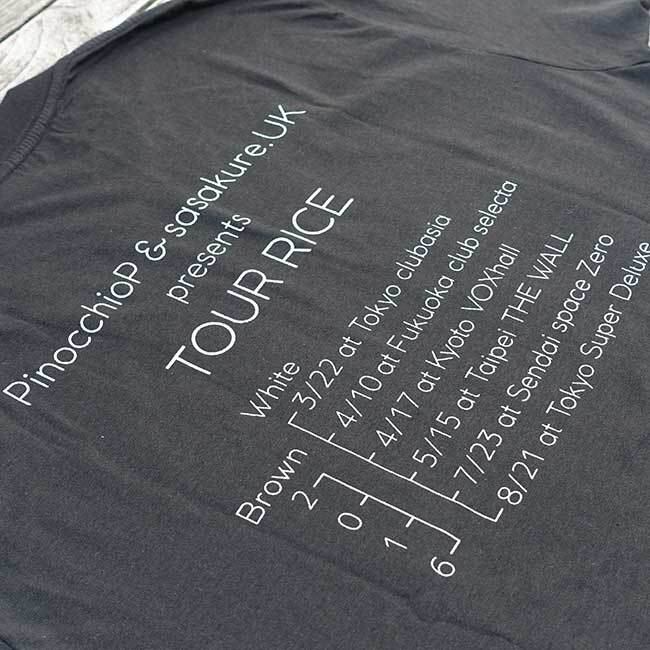 PinocchioP & sasakure.UK
presents
TOUR RICE
White
3/22 at Tokyo clubasia
4/10 at Fukuoka club selecta
4/17 at Kyoto VOXhall
5/15 at Taipei THE WALL
7/23 at Sendai space Zero
8/21 at Tokyo Super Deluxe
Brown
2
0
1
6